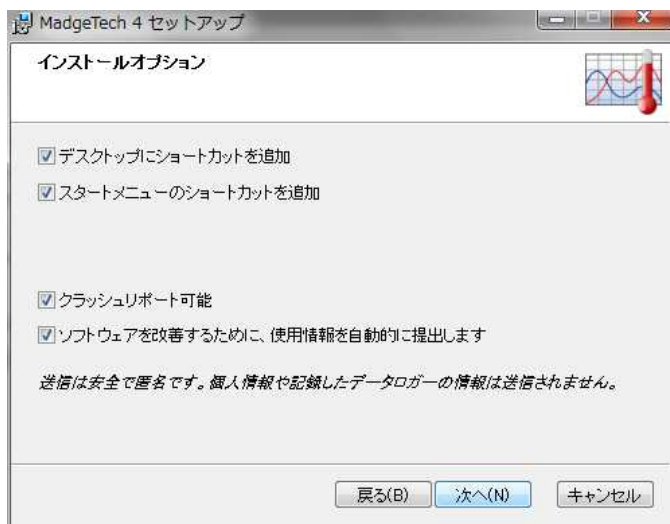 MadgeTech 4 セットアップ
インストールオプション
デスクトップにショートカットを追加
スタートメニューのショートカットを追加
クラッシュリポート可能
ソフトウェアを改善するために、使用情報を自動的に提出します
送信は安全で匿名です。個人情報や記録したデータロガーの情報は送信されません。
戻る(B) 次へ(N) キャンセル